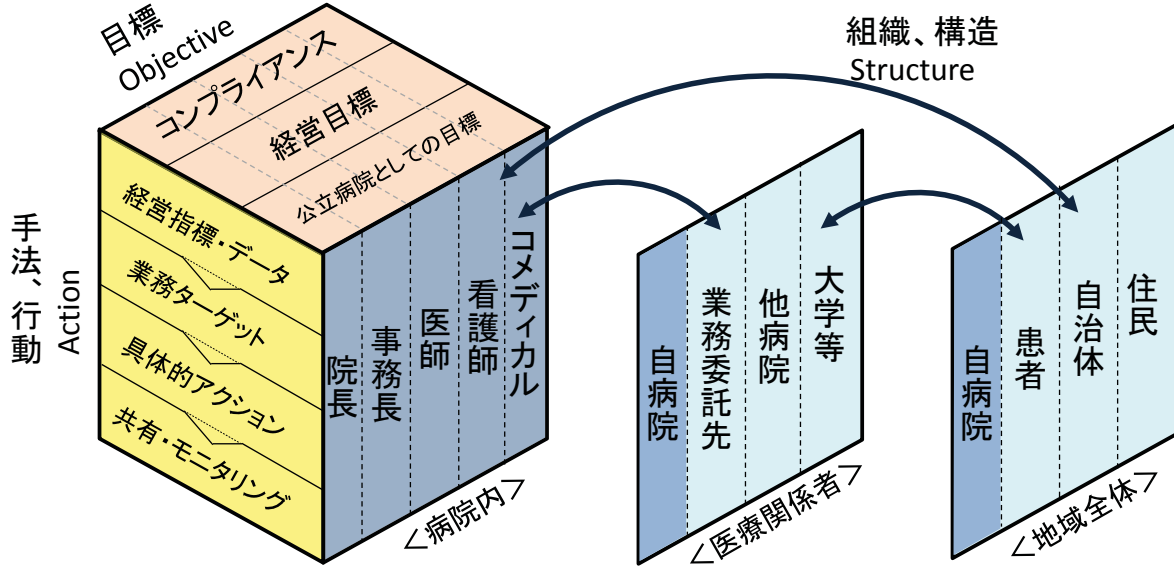 目標
Objective
組織、構造
Structure
手法、行動
Action
コンプライアンス
経営目標
公立病院としての目標
経営指標・データ
業務ターゲット
具体的アクション
共有・モニタリング
院長
事務長
医師
看護師
コメディカル
＜病院内＞
自病院
業務委託先
他病院
大学等
＜医療関係者＞
自病院
患者
自治体
住民
＜地域全体＞